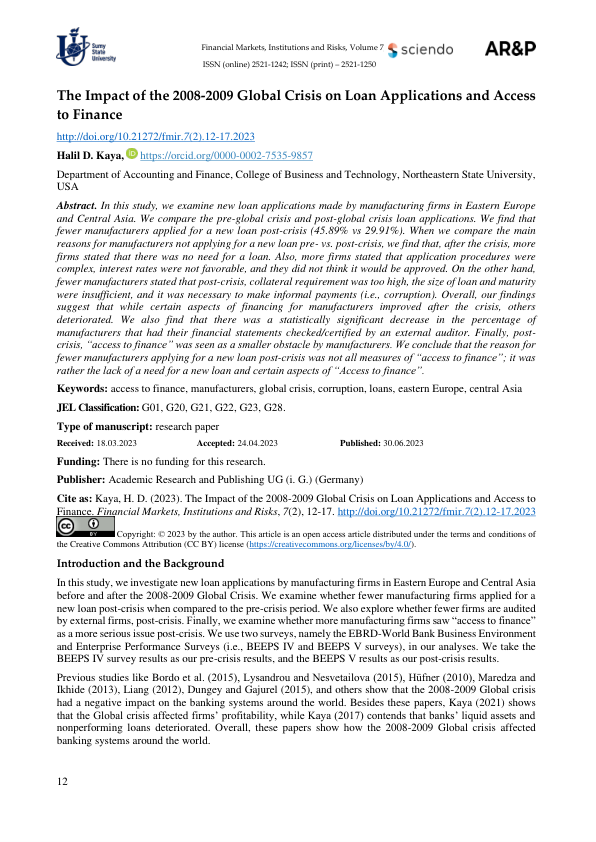 Sumy
State
University
Financial Markets, Institutions and Risks, Volume 7
sciendo
AR&P
ISSN (online) 2521-1242; ISSN (print) – 2521-1250
The Impact of the 2008-2009 Global Crisis on Loan Applications and Access
to Finance
http://doi.org/10.21272/fmir.7(2).12-17.2023
Halil D. Kaya, iD https://orcid.org/0000-0002-7535-9857
Department of Accounting and Finance, College of Business and Technology, Northeastern State University,
USA
Abstract. In this study, we examine new loan applications made by manufacturing firms in Eastern Europe
and Central Asia. We compare the pre-global crisis and post-global crisis loan applications. We find that
fewer manufacturers applied for a new loan post-crisis (45.89% vs 29.91%). When we compare the main
reasons for manufacturers not applying for a new loan pre- vs. post-crisis, we find that, after the crisis, more
firms stated that there was no need for a loan. Also, more firms stated that application procedures were
complex, interest rates were not favorable, and they did not think it would be approved. On the other hand,
fewer manufacturers stated that post-crisis, collateral requirement was too high, the size of loan and maturity
were insufficient, and it was necessary to make informal payments (i.e., corruption). Overall, our findings
suggest that while certain aspects of financing for manufacturers improved after the crisis, others
deteriorated. We also find that there was a statistically significant decrease in the percentage of
manufacturers that had their financial statements checked/certified by an external auditor. Finally, post-
crisis, “access to finance” was seen as a smaller obstacle by manufacturers. We conclude that the reason for
fewer manufacturers applying for a new loan post-crisis was not all measures of “access to finance”; it was
rather the lack of a need for a new loan and certain aspects of “Access to finance”.
Keywords: access to finance, manufacturers, global crisis, corruption, loans, eastern Europe, central Asia
JEL Classification: G01, G20, G21, G22, G23, G28.
Type of manuscript: research paper
Received: 18.03.2023 Accepted: 24.04.2023 Published: 30.06.2023
Funding: There is no funding for this research.
Publisher: Academic Research and Publishing UG (i. G.) (Germany)
Cite as: Kaya, H. D. (2023). The Impact of the 2008-2009 Global Crisis on Loan Applications and Access to
Finance. Financial Markets, Institutions and Risks, 7(2), 12-17. http://doi.org/10.21272/fmir.7(2).12-17.2023
cc BY Copyright: © 2023 by the author. This article is an open access article distributed under the terms and conditions of
the Creative Commons Attribution (CC BY) license (https://creativecommons.org/licenses/by/4.0/).
Introduction and the Background
In this study, we investigate new loan applications by manufacturing firms in Eastern Europe and Central Asia
before and after the 2008-2009 Global Crisis. We examine whether fewer manufacturing firms applied for a
new loan post-crisis when compared to the pre-crisis period. We also explore whether fewer firms are audited
by external firms, post-crisis. Finally, we examine whether more manufacturing firms saw “access to finance”
as a more serious issue post-crisis. We use two surveys, namely the EBRD-World Bank Business Environment
and Enterprise Performance Surveys (i.e., BEEPS IV and BEEPS V surveys), in our analyses. We take the
BEEPS IV survey results as our pre-crisis results, and the BEEPS V results as our post-crisis results.
Previous studies like Bordo et al. (2015), Lysandrou and Nesvetailova (2015), Hüfner (2010), Maredza and
Ikhide (2013), Liang (2012), Dungey and Gajurel (2015), and others show that the 2008-2009 Global crisis
had a negative impact on the banking systems around the world. Besides these papers, Kaya (2021) shows
that the Global crisis affected firms’ profitability, while Kaya (2017) contends that banks’ liquid assets and
nonperforming loans deteriorated. Overall, these papers show how the 2008-2009 Global crisis affected
banking systems around the world.
12